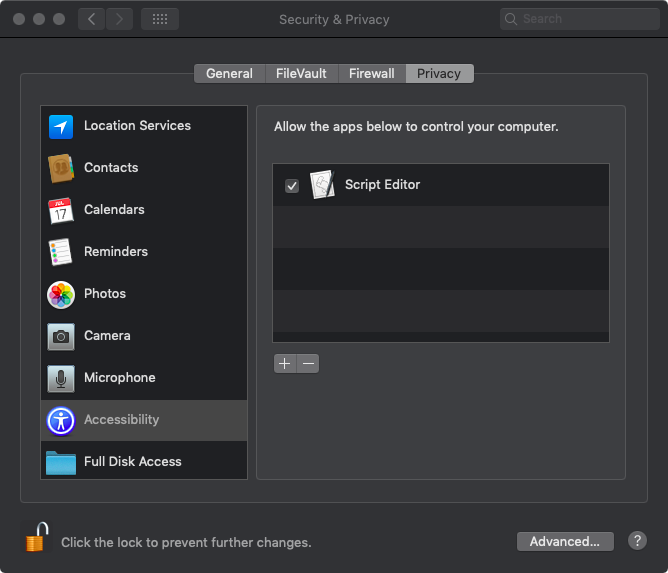 Security & Privacy
Search
General
FileVault
Firewall
Privacy
Location Services
Contacts
JUL
17
Calendars
Reminders
Photos
Camera
Microphone
Accessibility
Full Disk Access
Allow the apps below to control your computer.
Script Editor
+
−
Click the lock to prevent further changes.
Advanced...
?